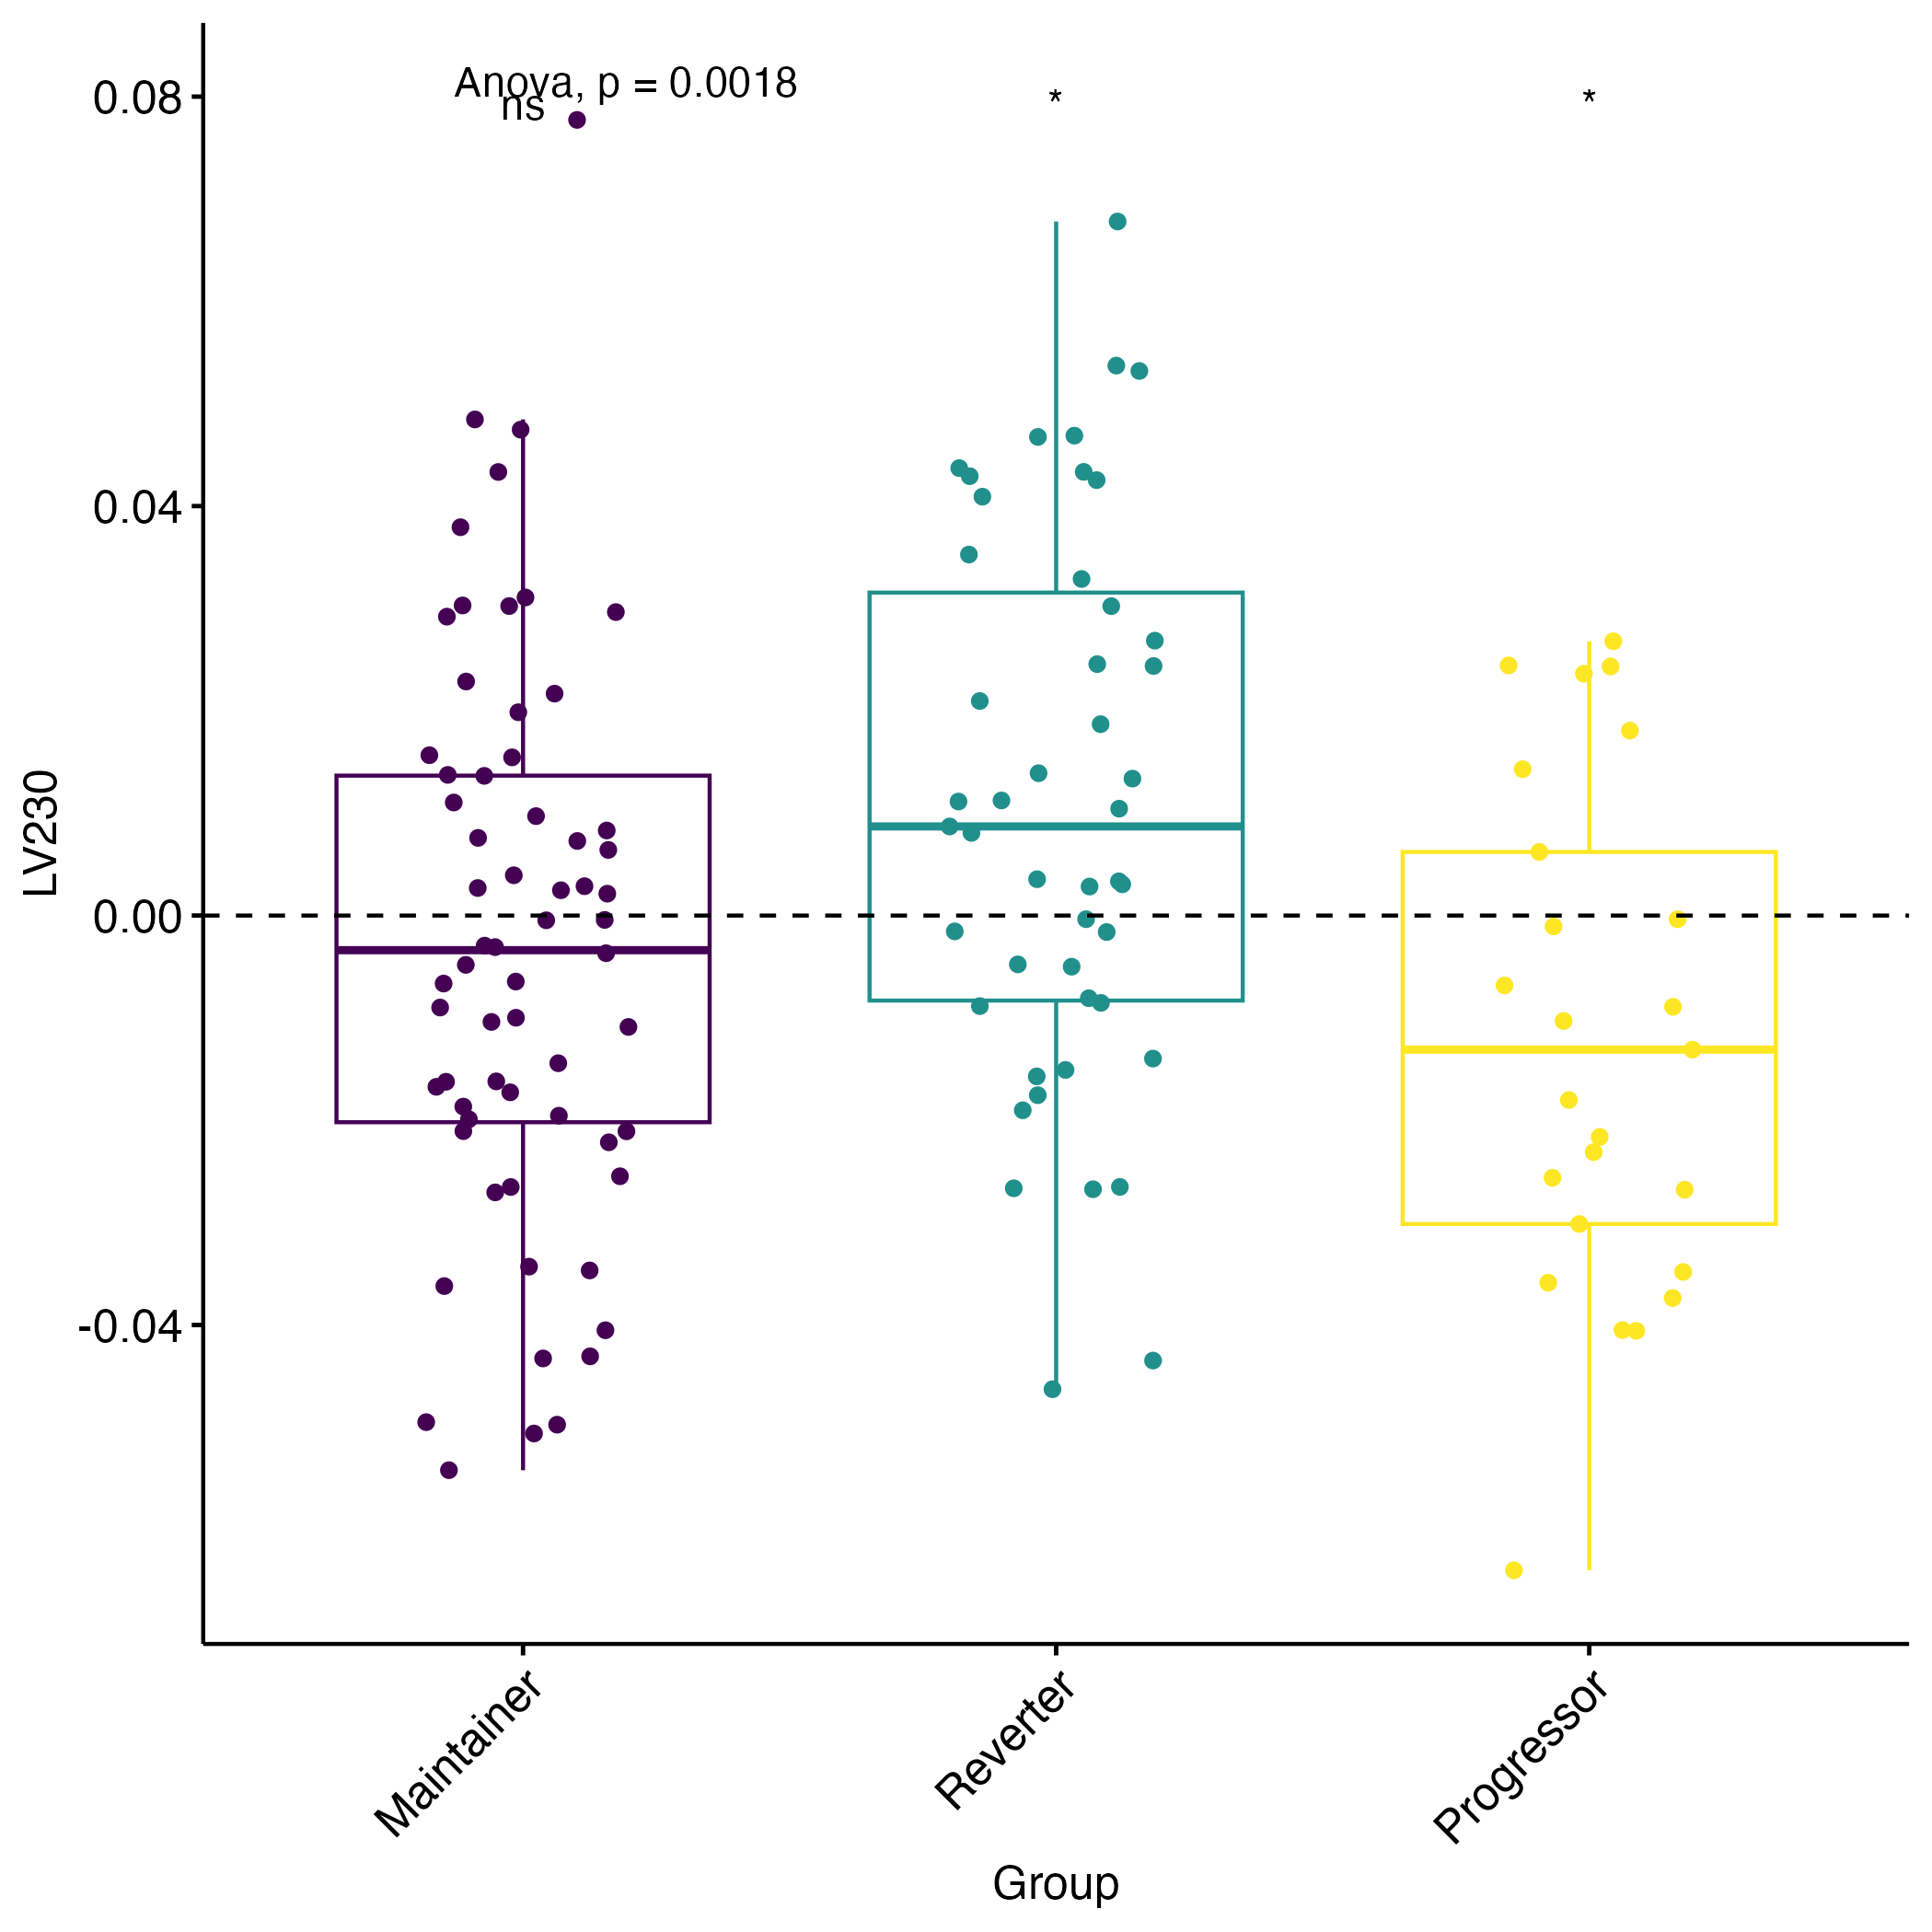 Anova, p = 0.0018
ns
*
*
0.08
0.04
0.00
-0.04
LV230
Maintainer
Reverter
Progressor
Group